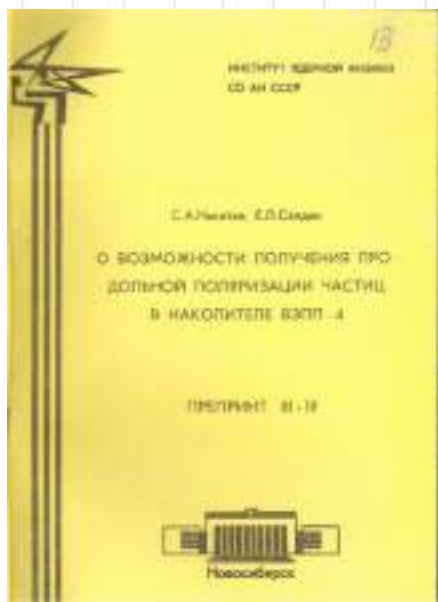 18
ИНСТИТУТ ЯДЕРНОЙ ФИЗИКИ
СО АН СССР
С.А.Никитин, Е.Л.Салдин
О ВОЗМОЖНОСТИ ПОЛУЧЕНИЯ ПРО-
ДОЛЬНОЙ ПОЛЯРИЗАЦИИ ЧАСТИЦ
В НАКОПИТЕЛЕ ВЭПП-4
ПРЕПРИНТ 81-19
Новосибирск